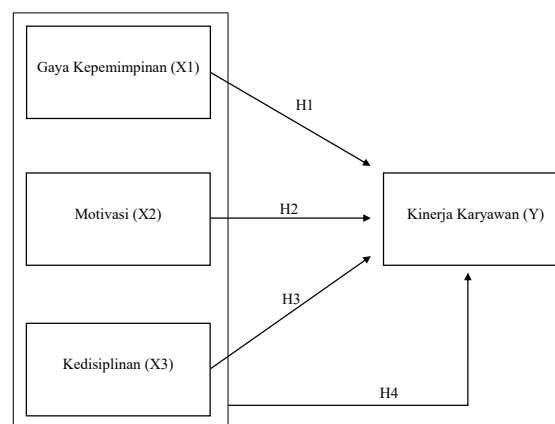 Gaya Kepemimpinan (X1)
H1
Motivasi (X2)
H2
Kinerja Karyawan (Y)
H3
Kedisiplinan (X3)
H4